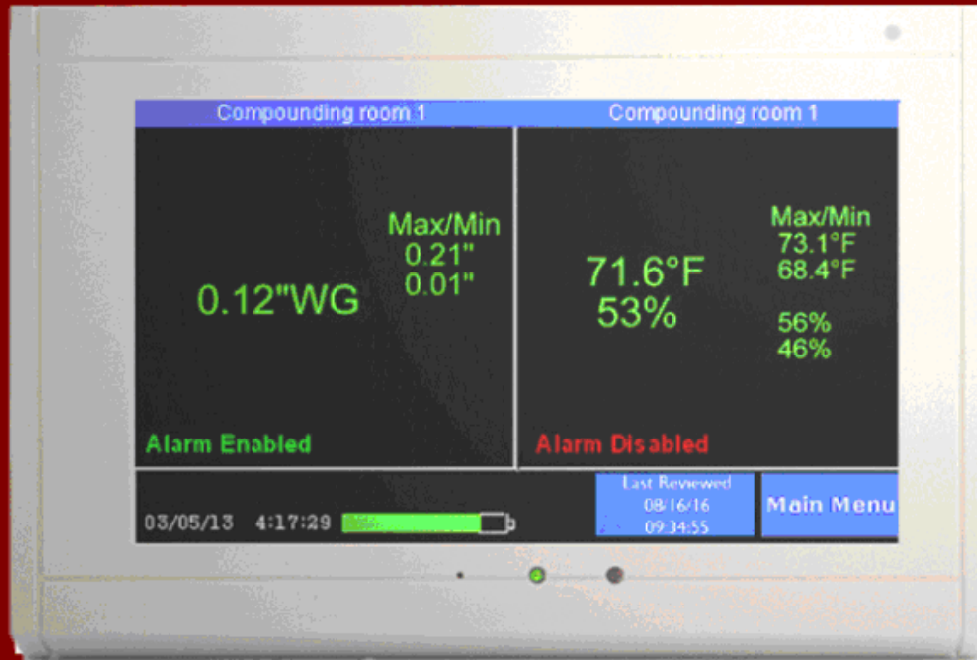 Compounding room 1
0.12"WG
Max/Min
0.21"
0.01"
Alarm Enabled
Compounding room 1
71.6°F
53%
Max/Min
73.1°F
68.4°F
56%
46%
Alarm Disabled
03/05/13 4:17:29
Last Reviewed
08/16/16
09:34:55
Main Menu